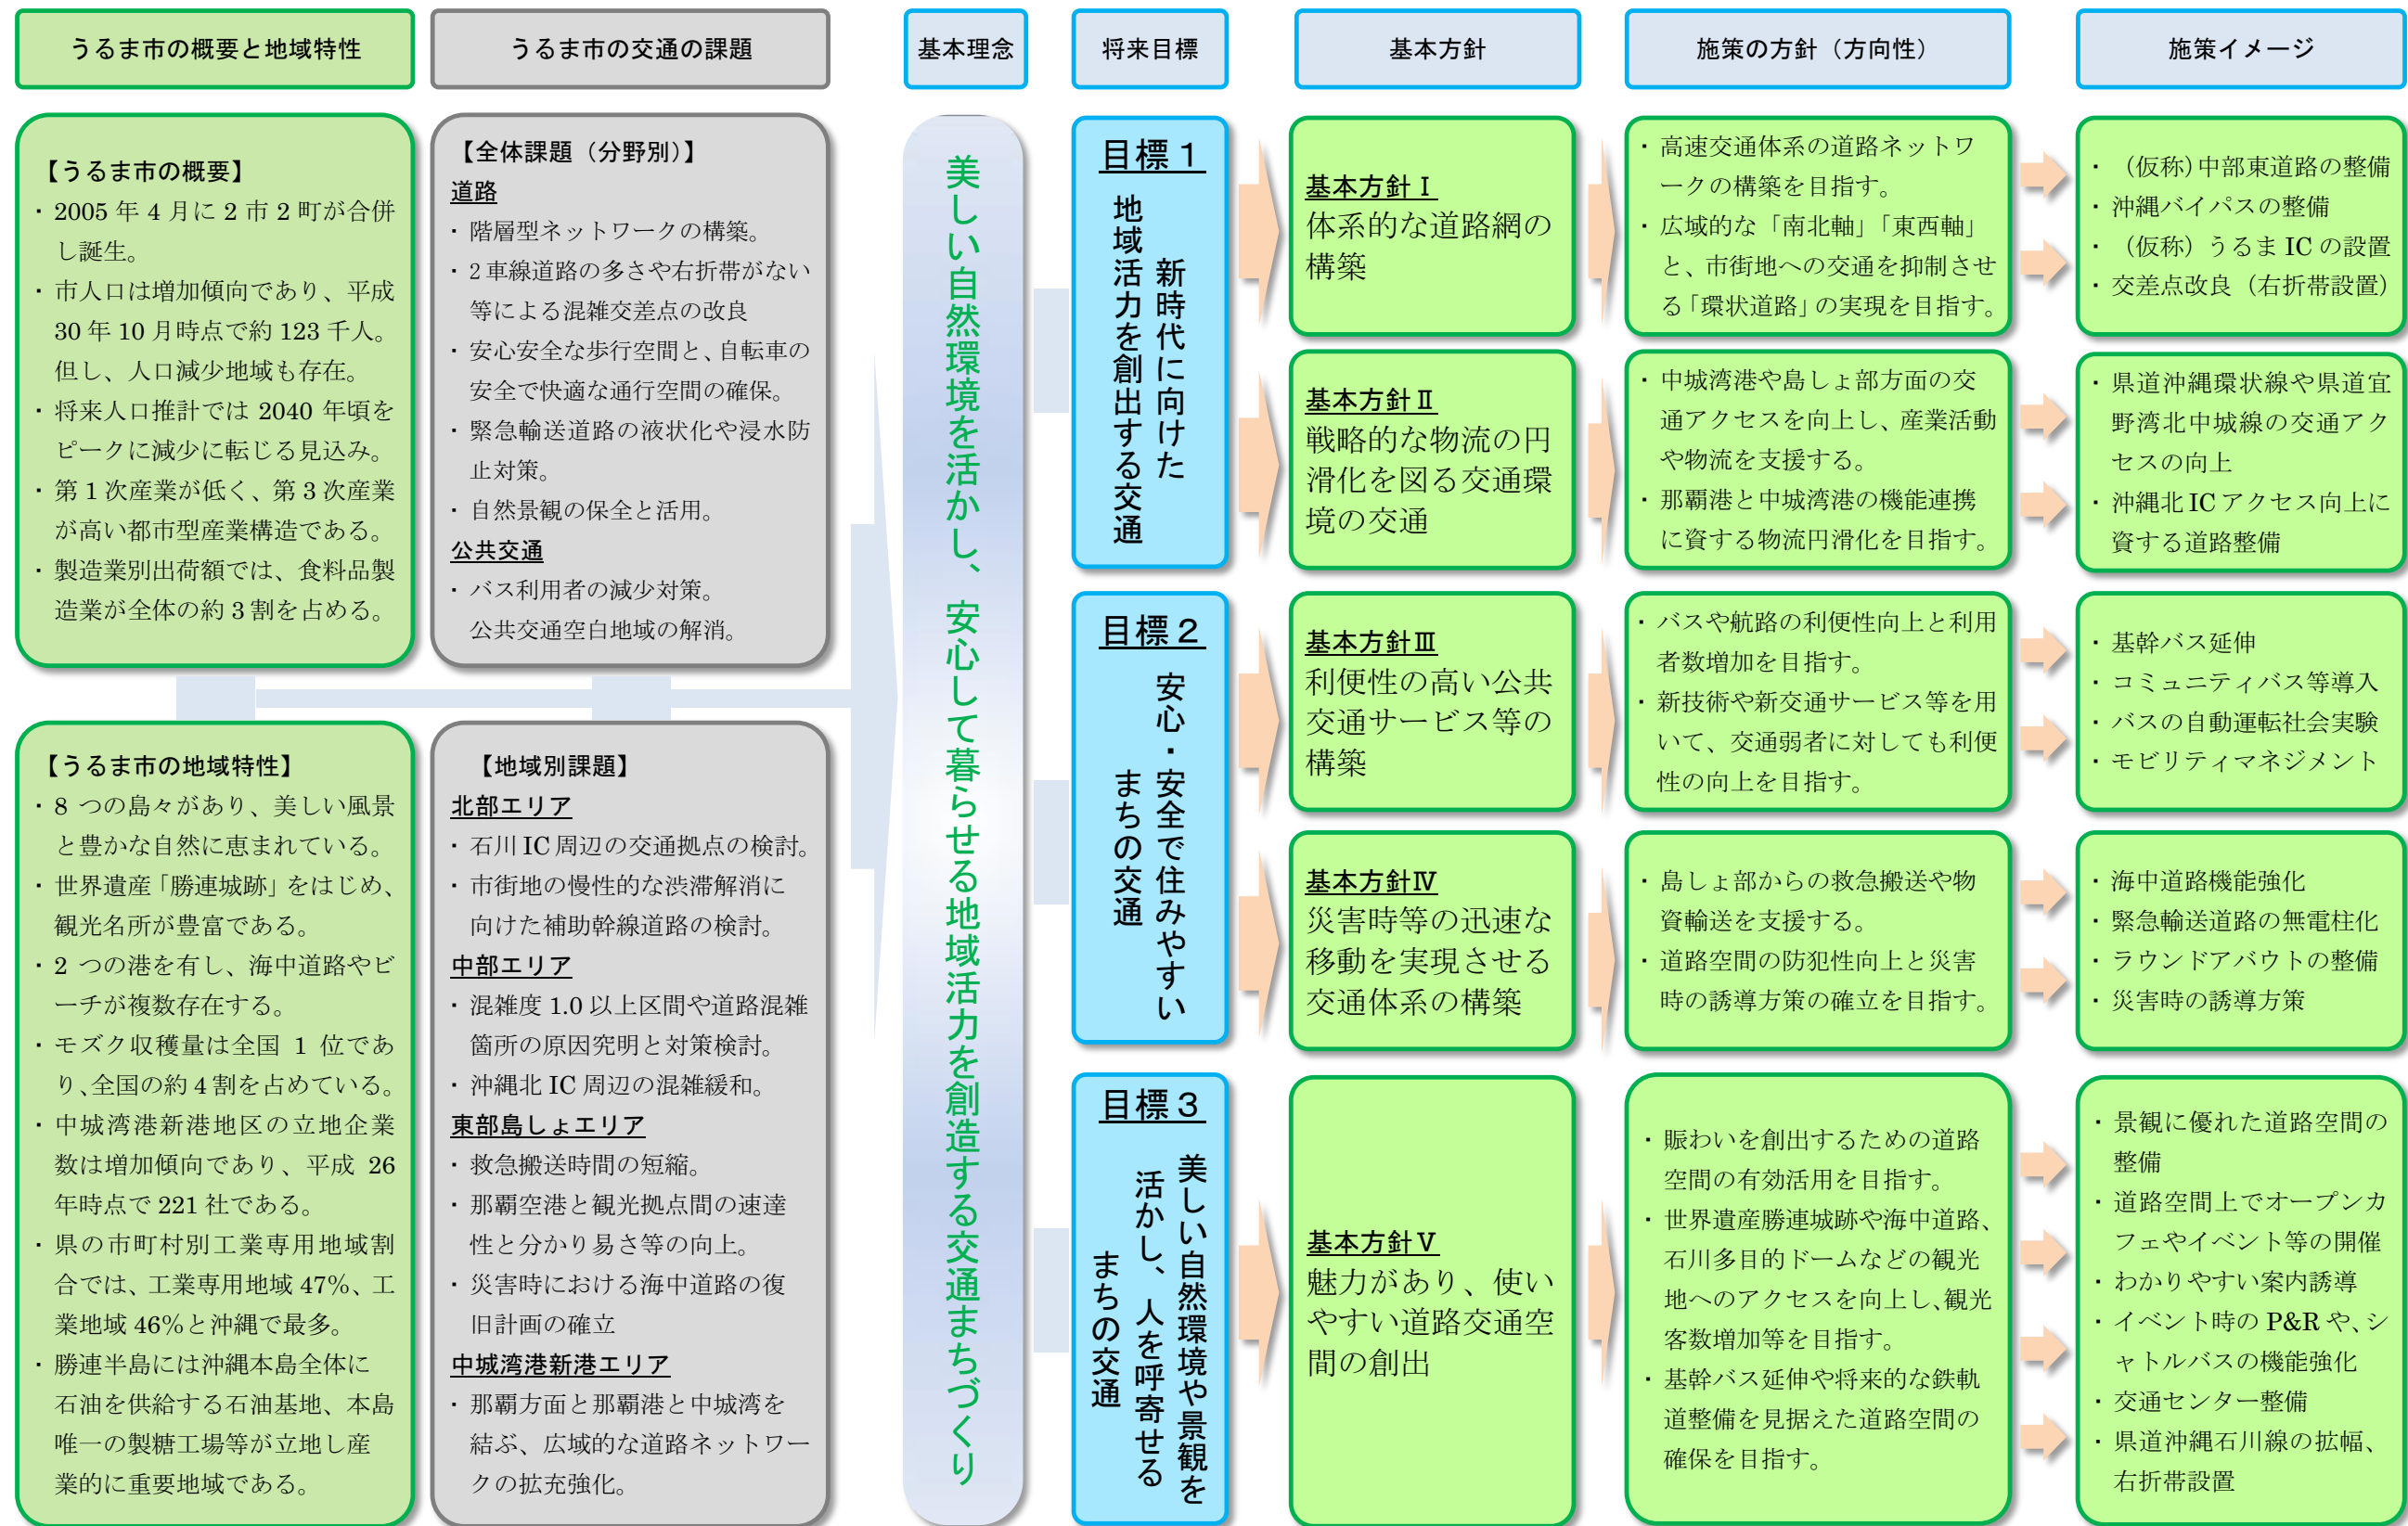 うるま市の概要と地域特性
うるま市の交通の課題
基本理念
将来目標
基本方針
施策の方針（方向性）
施策イメージ
【うるま市の概要】
・2005年4月に2市2町が合併
し誕生。
・市人口は増加傾向であり、平成
30年10月時点で約123千人。
但し、人口減少地域も存在。
・将来人口推計では2040年頃を
ピークに減少に転じる見込み。
・第1次産業が低く、第3次産業
が高い都市型産業構造である。
・製造業別出荷額では、食料品製
造業が全体の約3割を占める。
【うるま市の地域特性】
・8つの島々があり、美しい風景
と豊かな自然に恵まれている。
・世界遺産「勝連城跡」をはじめ、
観光名所が豊富である。
・2つの港を有し、海中道路やビ
ーチが複数存在する。
・モズク収穫量は全国1位であ
り、全国の約4割を占めている。
・中城湾港新港地区の立地企業
数は増加傾向であり、平成26
年時点で221社である。
・県の市町村別工業専用地域割
合では、工業専用地域47%、工
業地域46%と沖縄で最多。
・勝連半島には沖縄本島全体に
石油を供給する石油基地、本島
唯一の製糖工場等が立地し産
業的に重要地域である。
【全体課題（分野別）】
道路
・階層型ネットワークの構築。
・2車線道路の多さや右折帯がない
等による混雑交差点の改良
・安心安全な歩行空間と、自転車の
安全で快適な通行空間の確保。
・緊急輸送道路の液状化や浸水防
止対策。
・自然景観の保全と活用。
公共交通
・バス利用者の減少対策。
公共交通空白地域の解消。
【地域別課題】
北部エリア
・石川IC周辺の交通拠点の検討。
・市街地の慢性的な渋滞解消に
向けた補助幹線道路の検討。
中部エリア
・混雑度1.0以上区間や道路混雑
箇所の原因究明と対策検討。
・沖縄北IC周辺の混雑緩和。
東部島しょエリア
・救急搬送時間の短縮。
・那覇空港と観光拠点間の速達
性と分かり易さ等の向上。
・災害時における海中道路の復
旧計画の確立
中城湾港新港エリア
・那覇方面と那覇港と中城湾を
結ぶ、広域的な道路ネットワー
クの拡充強化。
美しい自然環境を活かし、安心して暮らせる地域活力を創造する交通まちづくり
目標1
新時代に向けた
地域活力を創出する交通
基本方針Ⅰ
体系的な道路網の
構築
・高速交通体系の道路ネットワ
ークの構築を目指す。
・広域的な「南北軸」「東西軸」
と、市街地への交通を抑制させ
る「環状道路」の実現を目指す。
・（仮称）中部東道路の整備
・沖縄バイパスの整備
・（仮称）うるまICの設置
・交差点改良（右折帯設置）
基本方針Ⅱ
戦略的な物流の円
滑化を図る交通環
境の交通
・中城湾港や島しょ部方面の交
通アクセスを向上し、産業活動
や物流を支援する。
・那覇港と中城湾港の機能連携
に資する物流円滑化を目指す。
・県道沖縄環状線や県道宜
野湾北中城線の交通アク
セスの向上
・沖縄北ICアクセス向上に
資する道路整備
目標2
安心・安全で住みやすい
まちの交通
基本方針Ⅲ
利便性の高い公共
交通サービス等の
構築
・バスや航路の利便性向上と利用
者数増加を目指す。
・新技術や新交通サービス等を用
いて、交通弱者に対しても利便
性の向上を目指す。
・基幹バス延伸
・コミュニティバス等導入
・バスの自動運転社会実験
・モビリティマネジメント
基本方針Ⅳ
災害時等の迅速な
移動を実現させる
交通体系の構築
・島しょ部からの救急搬送や物
資輸送を支援する。
・道路空間の防犯性向上と災害
時の誘導方策の確立を目指す。
・海中道路機能強化
・緊急輸送道路の無電柱化
・ラウンドアバウトの整備
・災害時の誘導方策
目標3
美しい自然環境や景観を
活かし、人を呼寄せる
まちの交通
基本方針Ⅴ
魅力があり、使い
やすい道路交通空
間の創出
・賑わいを創出するための道路
空間の有効活用を目指す。
・世界遺産勝連城跡や海中道路、
石川多目的ドームなどの観光
地へのアクセスを向上し、観光
客数増加等を目指す。
・基幹バス延伸や将来的な鉄軌
道整備を見据えた道路空間の
確保を目指す。
・景観に優れた道路空間の
整備
・道路空間上でオープンカ
フェやイベント等の開催
・わかりやすい案内誘導
・イベント時のP&Rや、シ
ャトルバスの機能強化
・交通センター整備
・県道沖縄石川線の拡幅、
右折帯設置